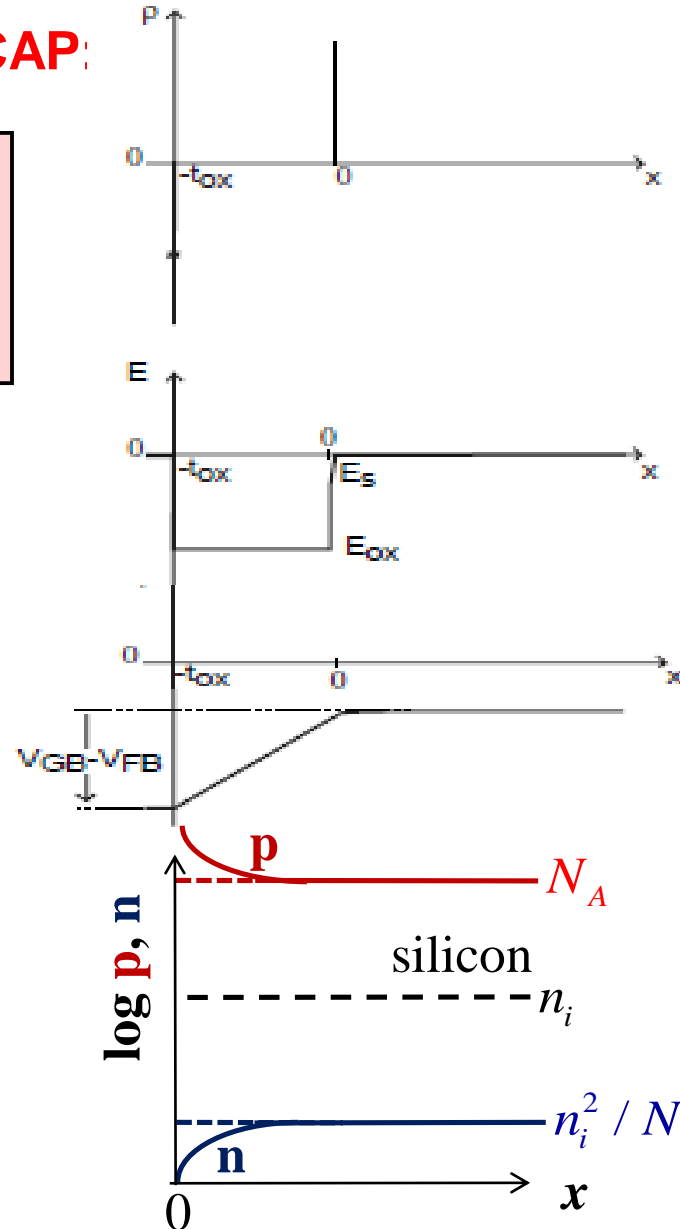 CAP:
ρ
0
-tox
0
x
E
0
0
-tox
Es
x
Eox
0
-tox
0
x
VGB-VFB
p
NA
log p, n
silicon
ni
ni² / N
n
0
x